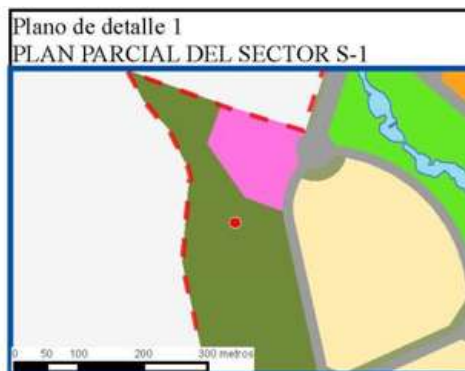 Plano de detalle 1
PLAN PARCIAL DEL SECTOR S-1
0 50 100 200 300 metros